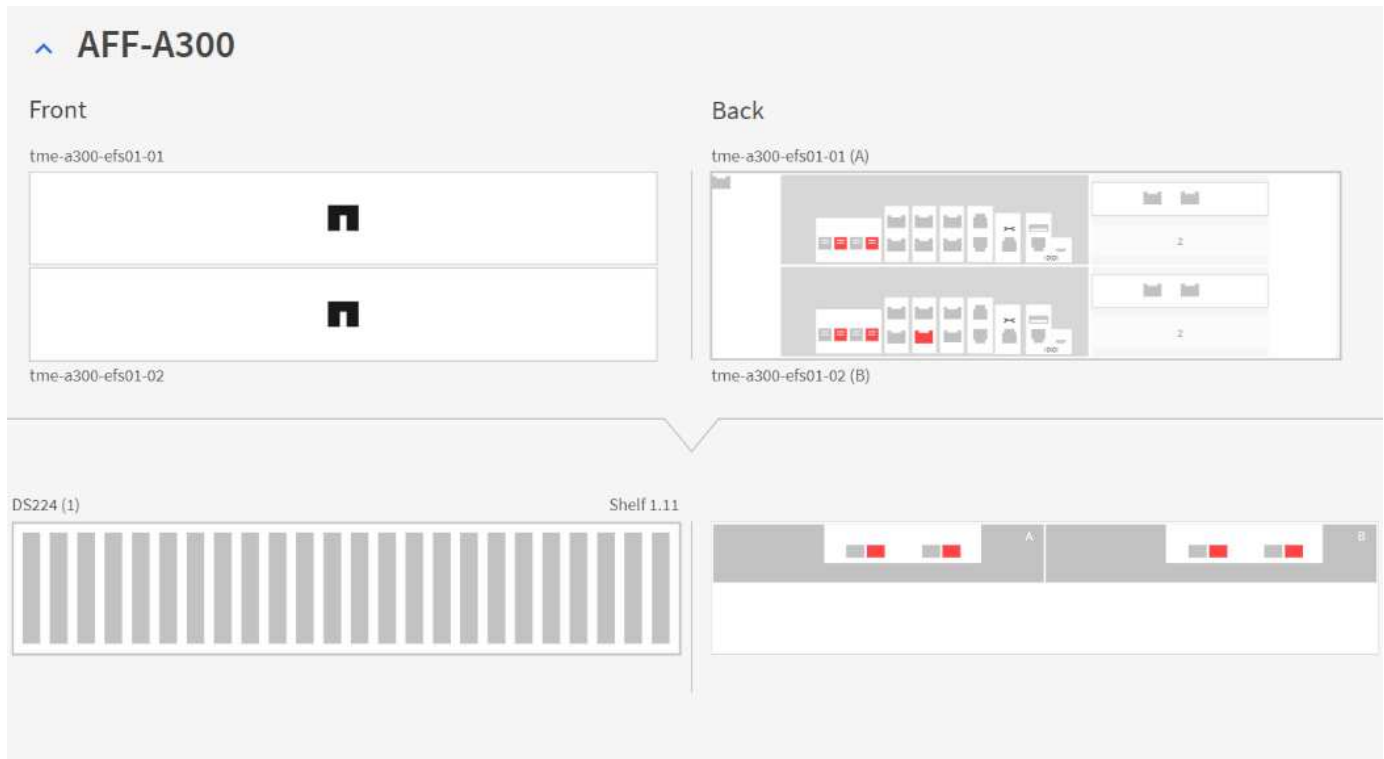 AFF-A300
Front
Back
tme-a300-efs01-01
tme-a300-efs01-01 (A)
2
2
tme-a300-efs01-02
tme-a300-efs01-02 (B)
DS224 (1)
Shelf 1.11
A
B